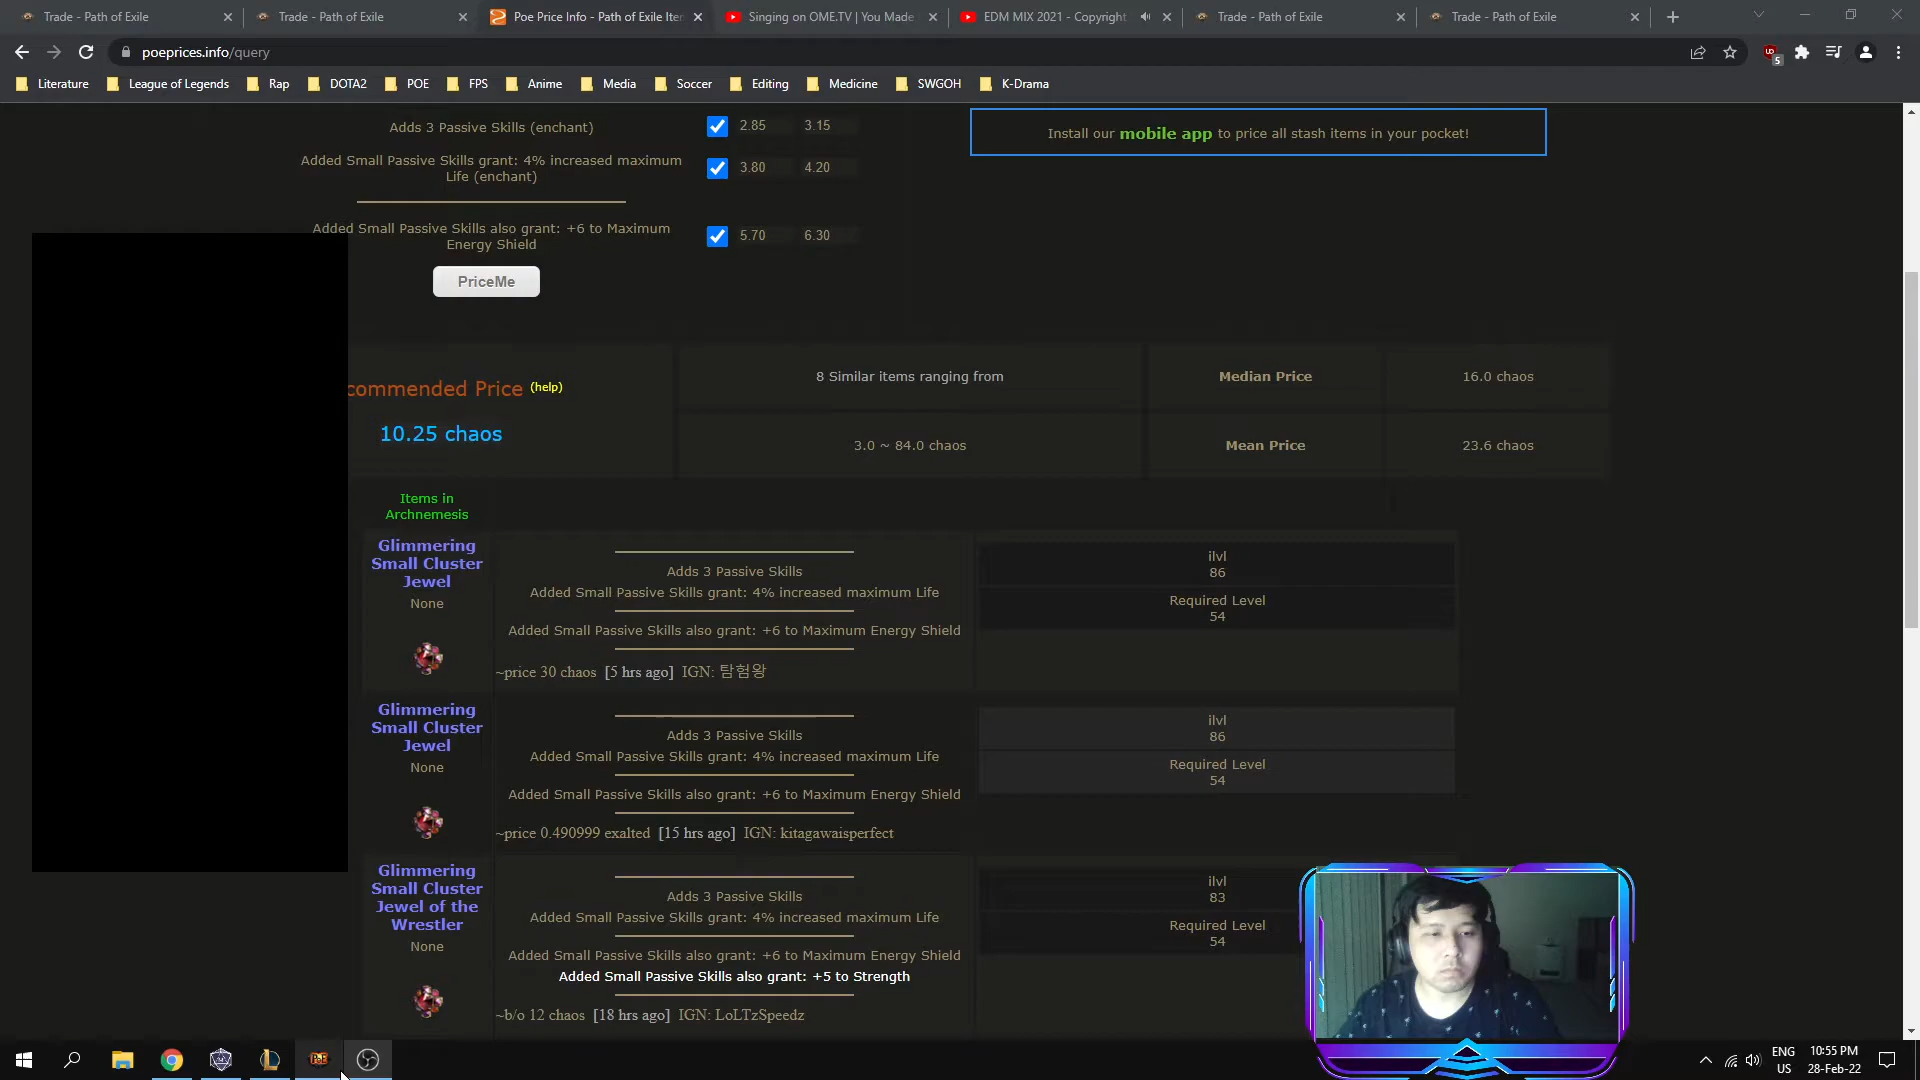 Trade - Path of Exile
Trade - Path of Exile
Poe Price Info - Path of Exile Iter
Singing on OME.TV | You Made
EDM MIX 2021 - Copyright
Trade - Path of Exile
Trade - Path of Exile
poeprices.info/query
5
Literature
League of Legends
Rap
DOTA2
POE
FPS
Anime
Media
Soccer
Editing
Medicine
SWGOH
K-Drama
Adds 3 Passive Skills (enchant)
2.85 3.15
Added Small Passive Skills grant: 4% increased maximum
Life (enchant)
3.80 4.20
Added Small Passive Skills also grant: +6 to Maximum
Energy Shield
5.70 6.30
PriceMe
Install our mobile app to price all stash items in your pocket!
commended Price (help)
10.25 chaos
8 Similar items ranging from
3.0 ~ 84.0 chaos
Median Price
16.0 chaos
Mean Price
23.6 chaos
Items in
Archnemesis
Glimmering
Small Cluster
Jewel
None
Adds 3 Passive Skills
Added Small Passive Skills grant: 4% increased maximum Life
Added Small Passive Skills also grant: +6 to Maximum Energy Shield
~price 30 chaos [5 hrs ago] IGN: 탐험왕
ilvl
86
Required Level
54
Glimmering
Small Cluster
Jewel
None
Adds 3 Passive Skills
Added Small Passive Skills grant: 4% increased maximum Life
Added Small Passive Skills also grant: +6 to Maximum Energy Shield
~price 0.490999 exalted [15 hrs ago] IGN: kitagawaisperfect
ilvl
86
Required Level
54
Glimmering
Small Cluster
Jewel of the
Wrestler
None
Adds 3 Passive Skills
Added Small Passive Skills grant: 4% increased maximum Life
Added Small Passive Skills also grant: +6 to Maximum Energy Shield
Added Small Passive Skills also grant: +5 to Strength
~b/o 12 chaos [18 hrs ago] IGN: LoLTzSpeedz
ilvl
83
Required Level
54
PoE
ENG
US
10:55 PM
28-Feb-22